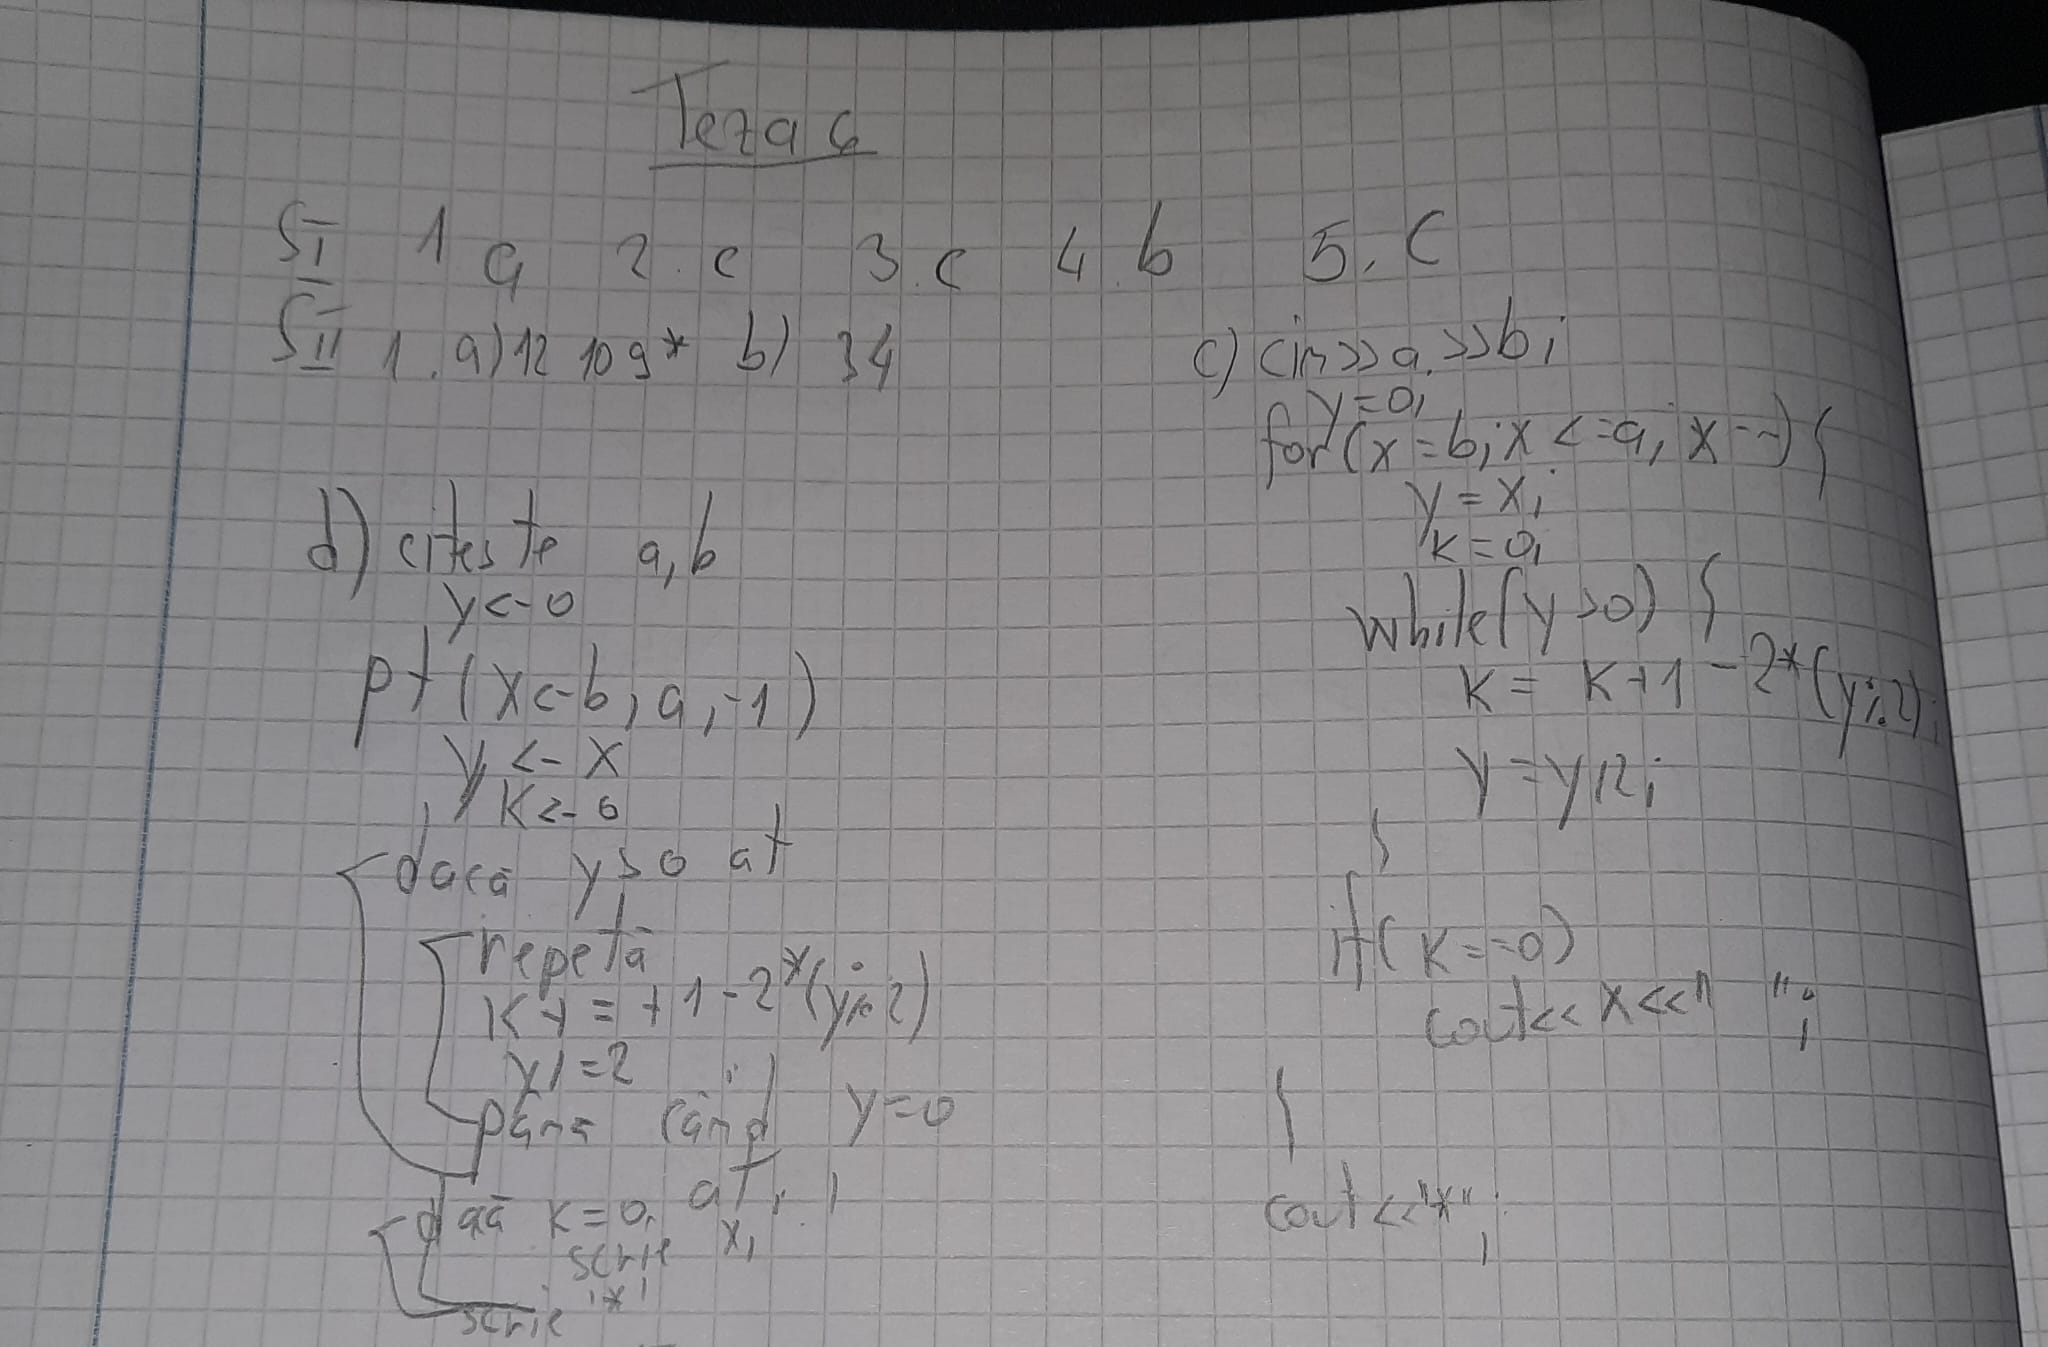 Teza 6
SI 1 a 2. c 3. c 4. b 5. C
SII 1. a) 12 10 9* b) 34
c) cin>>a>>b;
y=0;
for(x=b;x<=a;x--){
y=x;
k=0;
while(y>0){
k= k+1-2*(y%2);
y=y/2;
}
if(k==0)
cout<<x<<" ";
}
cout<<"*";
d) citeste a,b
y<-0
pt(x<-b,a,-1)
y<-x
k<-0
dacă y>0 at
repetă
k+=+1-2*(y%2)
y/=2
până când y=0
dacă k=0, at
scrie x,' '
scrie '*'